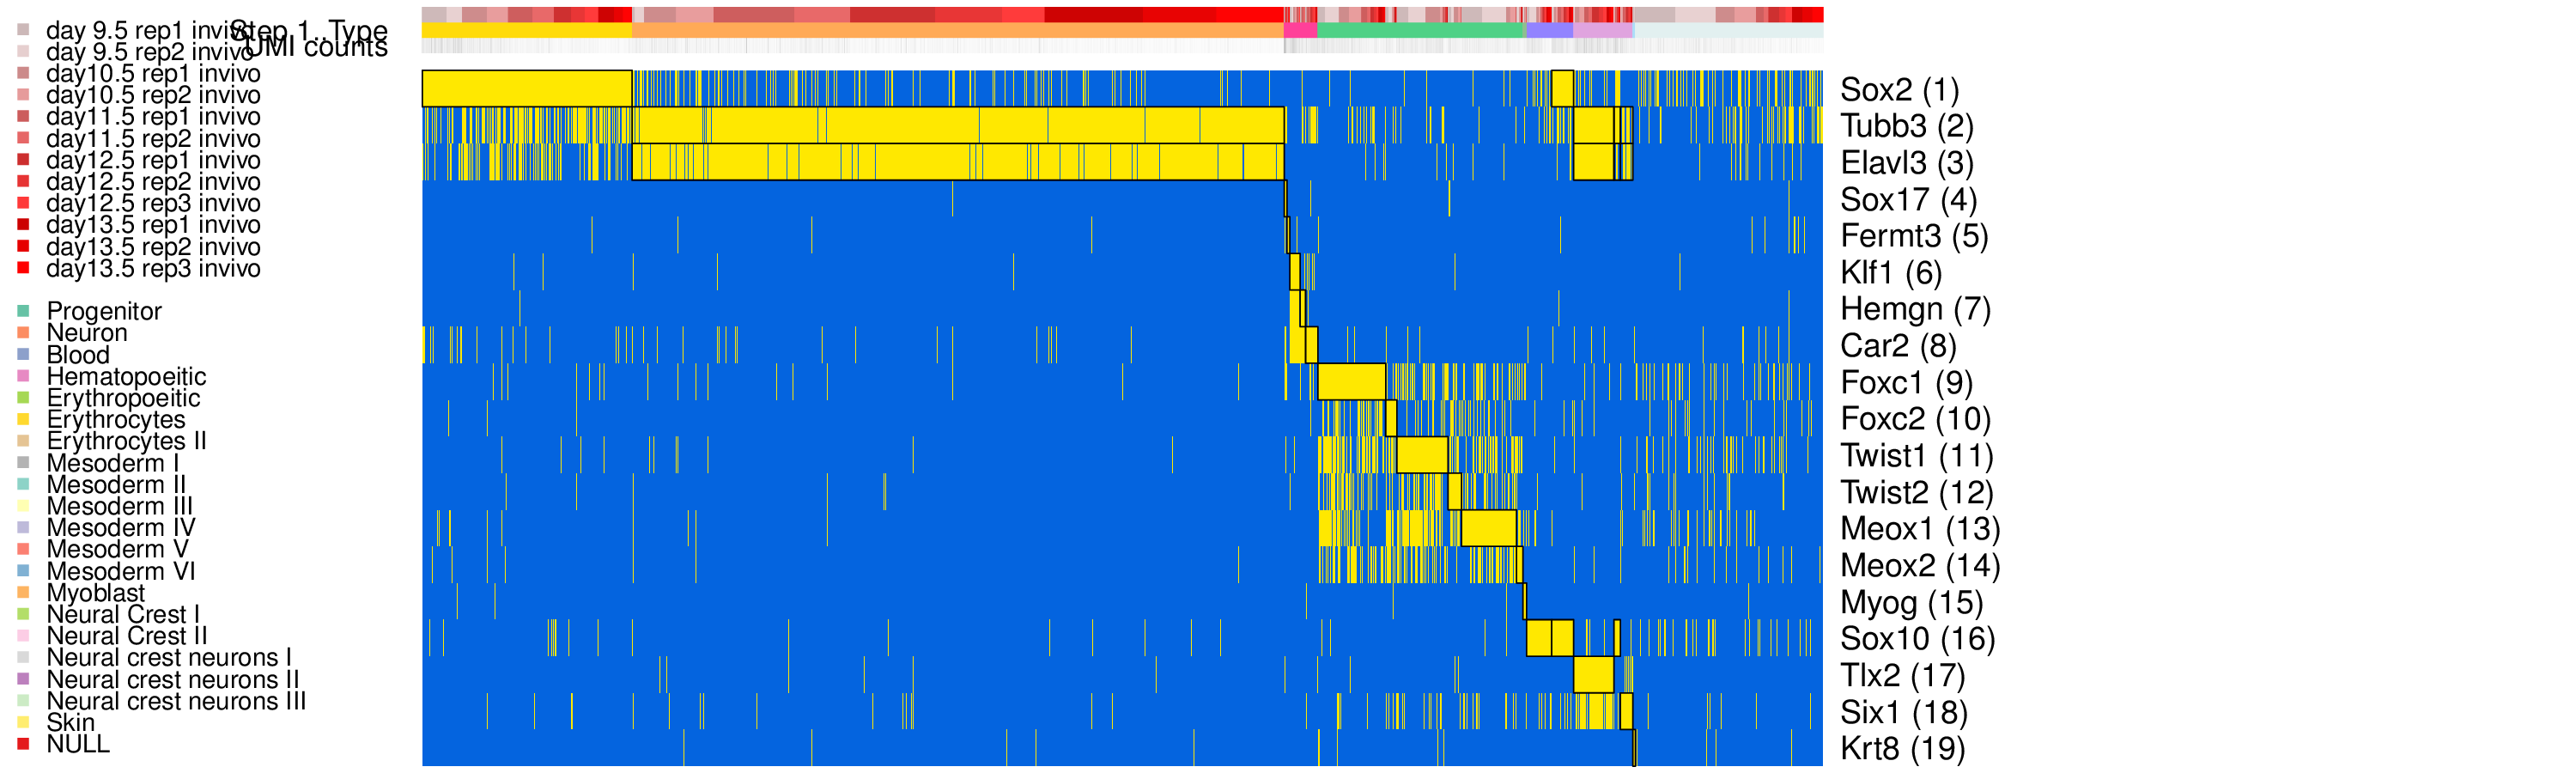 day 9.5 rep1 invivo
Step 1. Type
day 9.5 rep2 invivo
UMI counts
day10.5 rep1 invivo
day10.5 rep2 invivo
day11.5 rep1 invivo
day11.5 rep2 invivo
day12.5 rep1 invivo
day12.5 rep2 invivo
day12.5 rep3 invivo
day13.5 rep1 invivo
day13.5 rep2 invivo
day13.5 rep3 invivo
Progenitor
Neuron
Blood
Hematopoeitic
Erythropoeitic
Erythrocytes
Erythrocytes II
Mesoderm I
Mesoderm II
Mesoderm III
Mesoderm IV
Mesoderm V
Mesoderm VI
Myoblast
Neural Crest I
Neural Crest II
Neural crest neurons I
Neural crest neurons II
Neural crest neurons III
Skin
NULL
Sox2 (1)
Tubb3 (2)
Elavl3 (3)
Sox17 (4)
Fermt3 (5)
Klf1 (6)
Hemgn (7)
Car2 (8)
Foxc1 (9)
Foxc2 (10)
Twist1 (11)
Twist2 (12)
Meox1 (13)
Meox2 (14)
Myog (15)
Sox10 (16)
Tlx2 (17)
Six1 (18)
Krt8 (19)